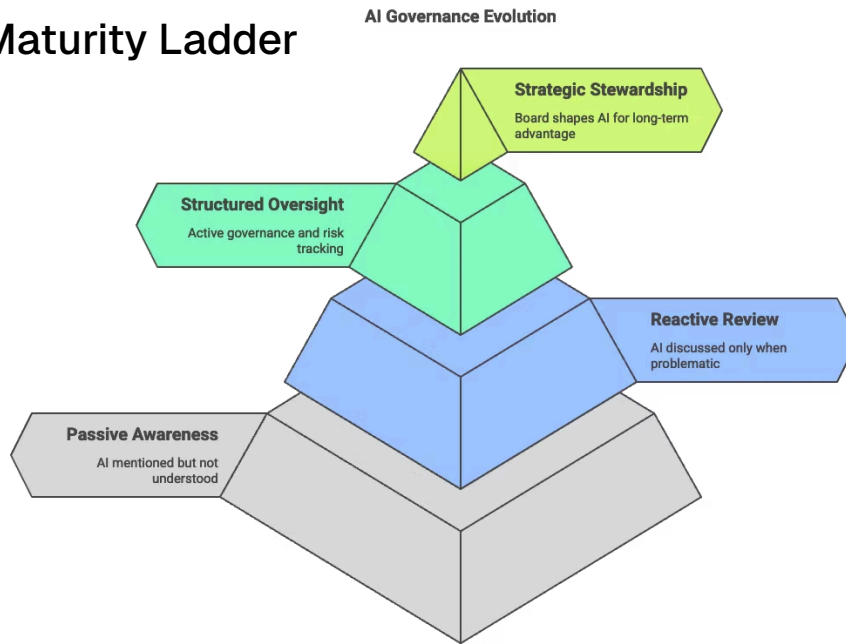 AI Governance Evolution
Maturity Ladder
Strategic Stewardship
Board shapes AI for long-term
advantage
Structured Oversight
Active governance and risk
tracking
Reactive Review
AI discussed only when
problematic
Passive Awareness
AI mentioned but not
understood